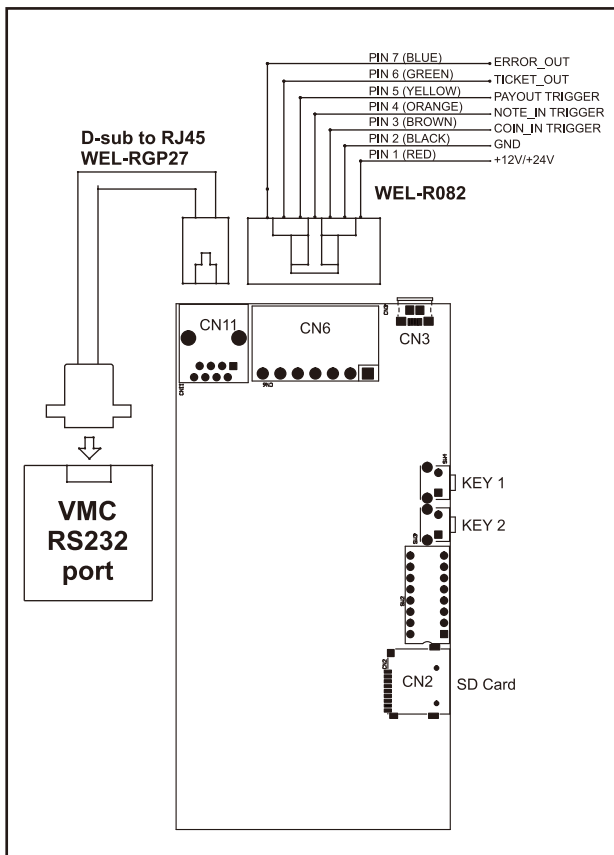 PIN 7 (BLUE) ERROR_OUT
PIN 6 (GREEN) TICKET_OUT
PIN 5 (YELLOW) PAYOUT TRIGGER
PIN 4 (ORANGE) NOTE_IN TRIGGER
PIN 3 (BROWN) COIN_IN TRIGGER
PIN 2 (BLACK) GND
PIN 1 (RED) +12V/+24V
D-sub to RJ45
WEL-RGP27
WEL-R082
CN11
CN6
CN3
VMC
RS232
port
KEY 1
KEY 2
CN2
SD Card